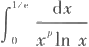 ∫₀^{1/e} dx / (x^p ln x)